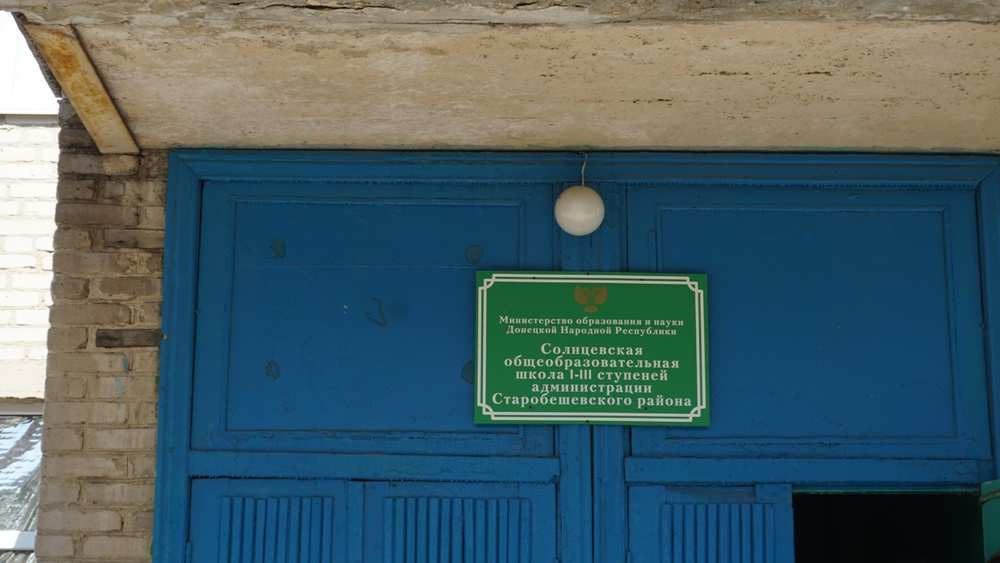 Министерство образования и науки
Донецкой Народной Республики
Солнцевская
общеобразовательная
школа I-III ступеней
администрации
Старобешевского района